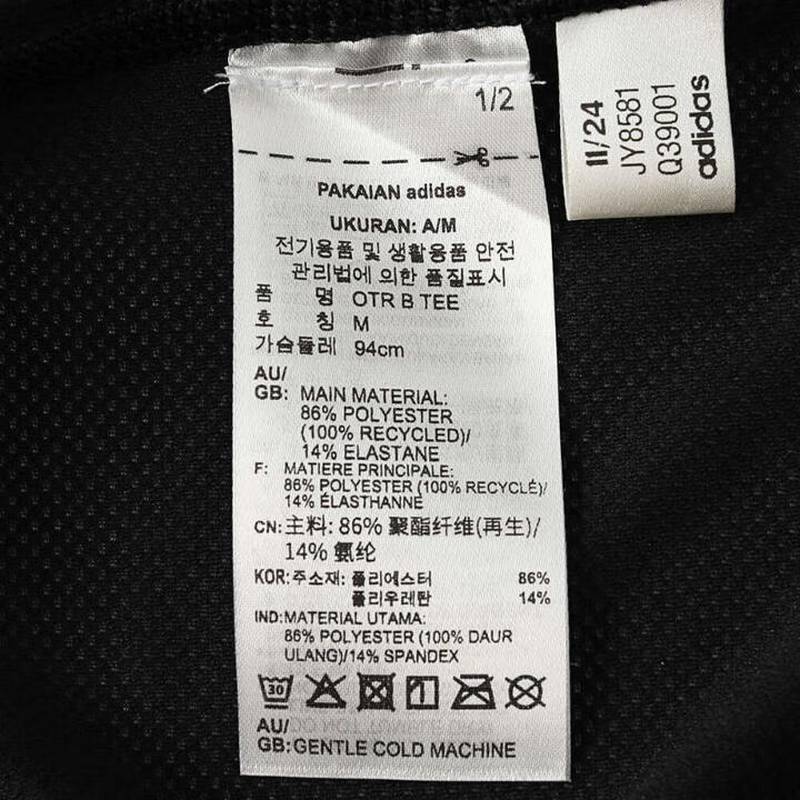 1/2
PAKAIAN adidas
UKURAN: A/M
전기용품 및 생활용품 안전
관리법에 의한 품질표시
품 명 OTR B TEE
호 칭 M
가슴둘레 94cm
AU/
GB: MAIN MATERIAL:
86% POLYESTER
(100% RECYCLED)/
14% ELASTANE
F: MATIERE PRINCIPALE:
86% POLYESTER (100% RECYCLÉ)/
14% ÉLASTHANNE
CN: 主料: 86% 聚酯纤维(再生)/
14% 氨纶
KOR: 주소재: 폴리에스터 86%
폴리우레탄 14%
IND: MATERIAL UTAMA:
86% POLYESTER (100% DAUR
ULANG)/14% SPANDEX
30
AU/
GB: GENTLE COLD MACHINE
11/24
JY8581
Q39001
adidas